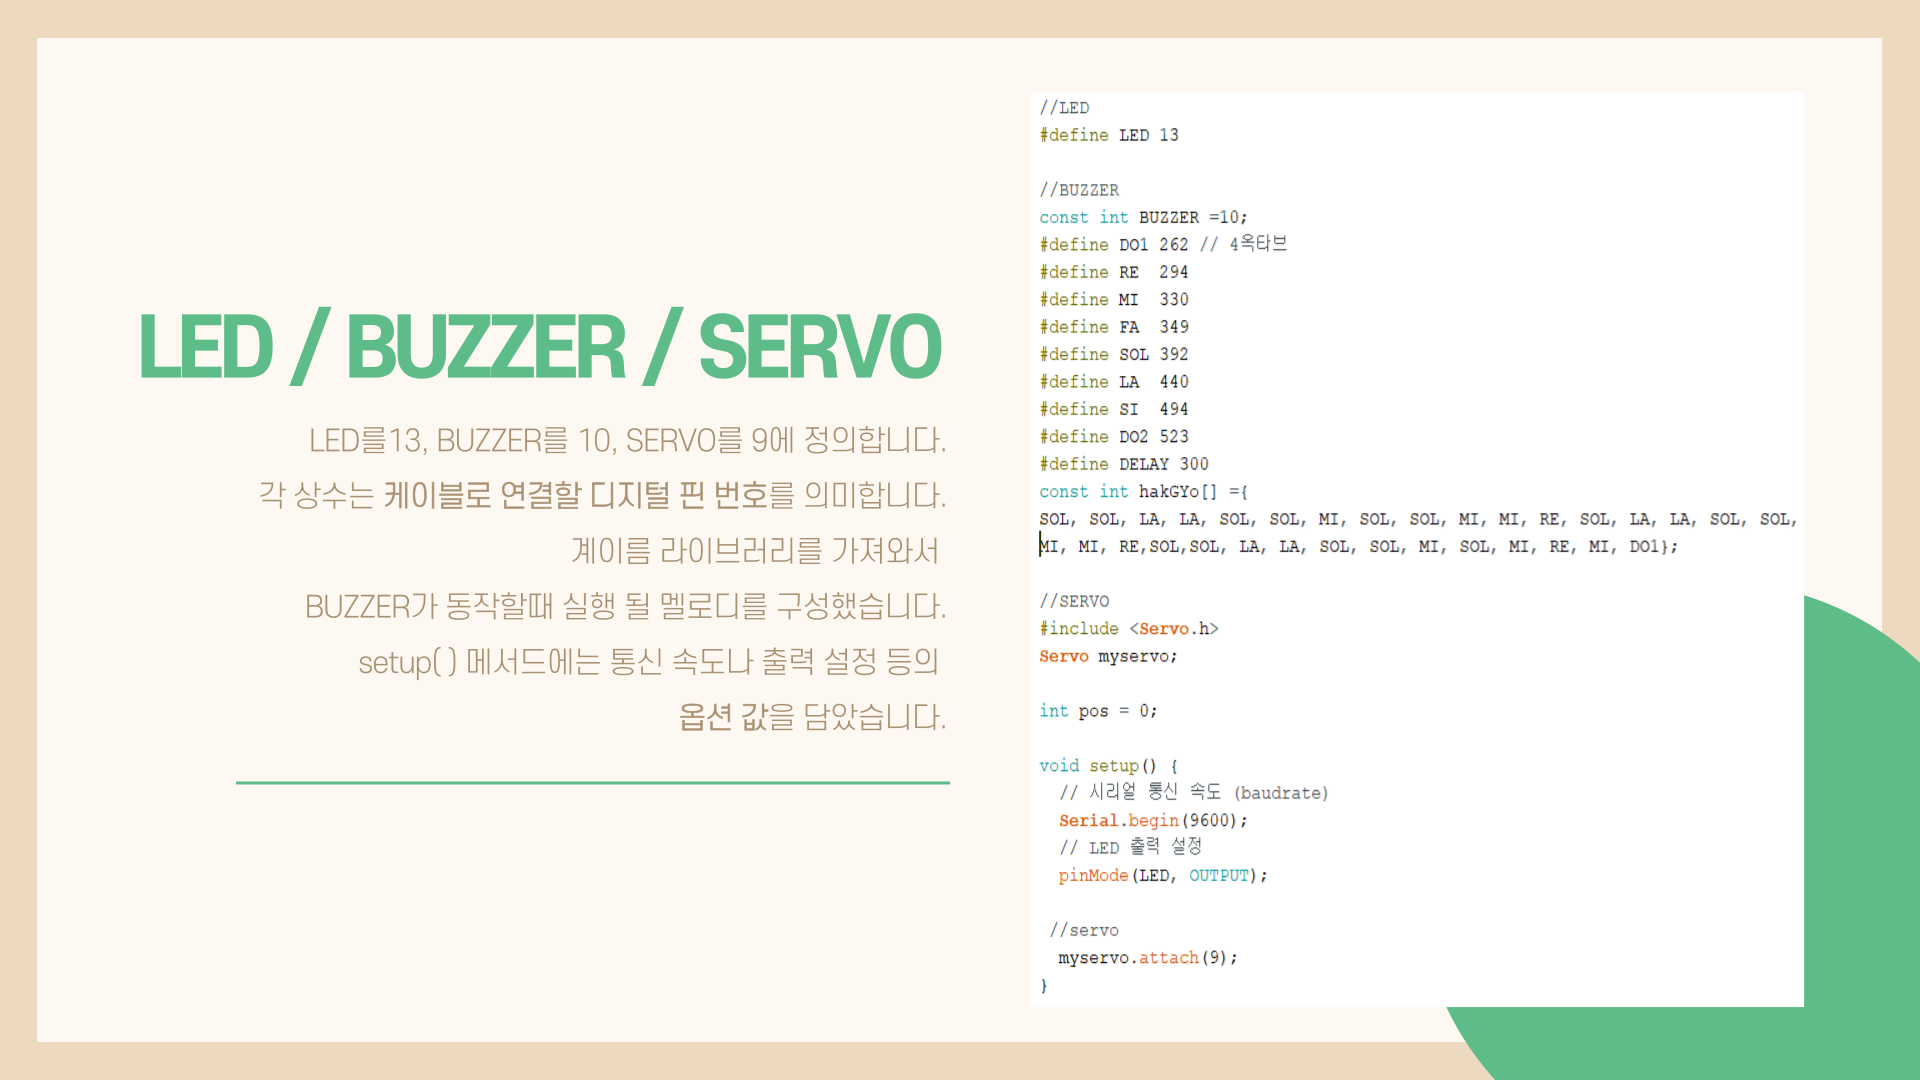 LED / BUZZER / SERVO
LED를13, BUZZER를 10, SERVO를 9에 정의합니다.
각 상수는 케이블로 연결할 디지털 핀 번호를 의미합니다.
계이름 라이브러리를 가져와서
BUZZER가 동작할때 실행 될 멜로디를 구성했습니다.
setup( ) 메서드에는 통신 속도나 출력 설정 등의
옵션 값을 담았습니다.
//LED
#define LED 13
//BUZZER
const int BUZZER =10;
#define DO1 262 // 4옥타브
#define RE  294
#define MI  330
#define FA  349
#define SOL 392
#define LA  440
#define SI  494
#define DO2 523
#define DELAY 300
const int hakGYo[] ={
SOL, SOL, LA, LA, SOL, SOL, MI, SOL, SOL, MI, MI, RE, SOL, LA, LA, SOL, SOL,
MI, MI, RE,SOL,SOL, LA, LA, SOL, SOL, MI, SOL, MI, RE, MI, DO1};
//SERVO
#include <Servo.h>
Servo myservo;
int pos = 0;
void setup() {
// 시리얼 통신 속도 (baudrate)
Serial.begin(9600);
// LED 출력 설정
pinMode(LED, OUTPUT);
//servo
myservo.attach(9);
}